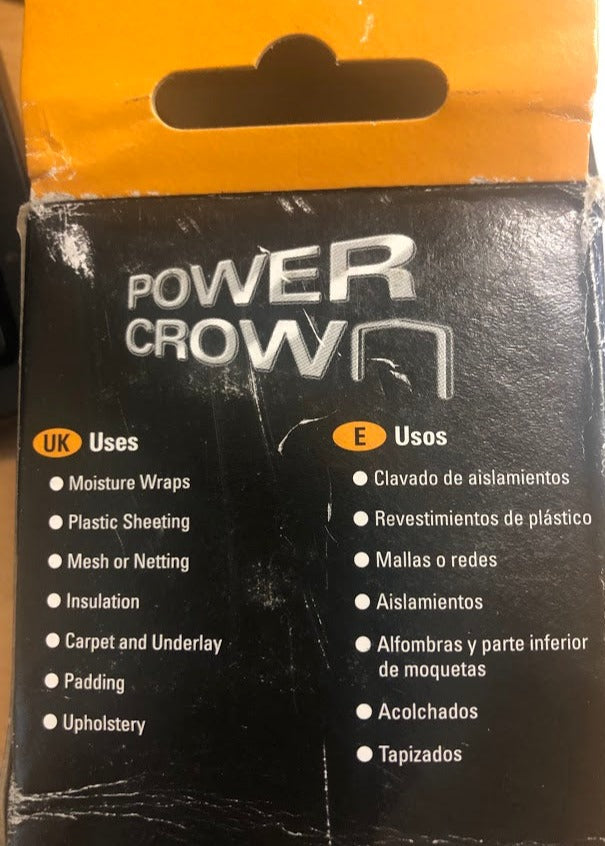 POWER
CROWN
UK Uses
● Moisture Wraps
● Plastic Sheeting
● Mesh or Netting
● Insulation
● Carpet and Underlay
● Padding
● Upholstery
E Usos
● Clavado de aislamientos
● Revestimientos de plástico
● Mallas o redes
● Aislamientos
● Alfombras y parte inferior
de moquetas
● Acolchados
● Tapizados